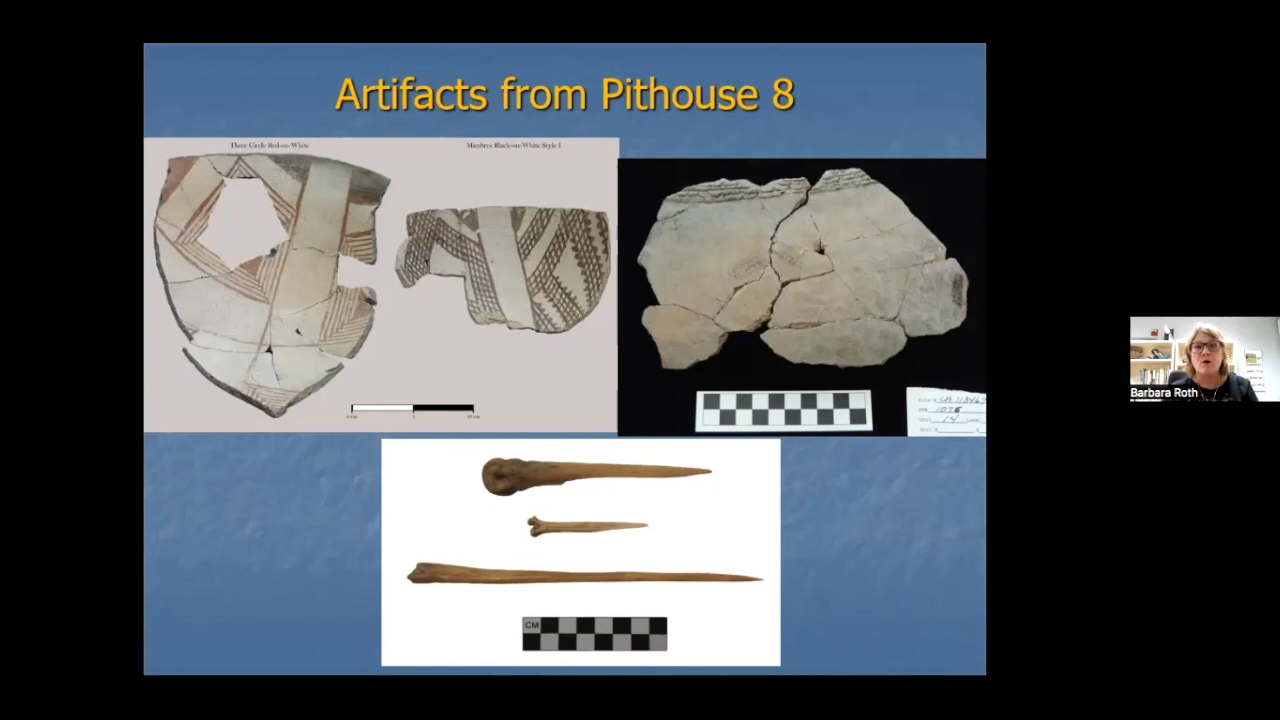 Artifacts from Pithouse 8
Three Circle Red-on-White
Mimbres Black-on-White Style I
CM
Barbara Roth